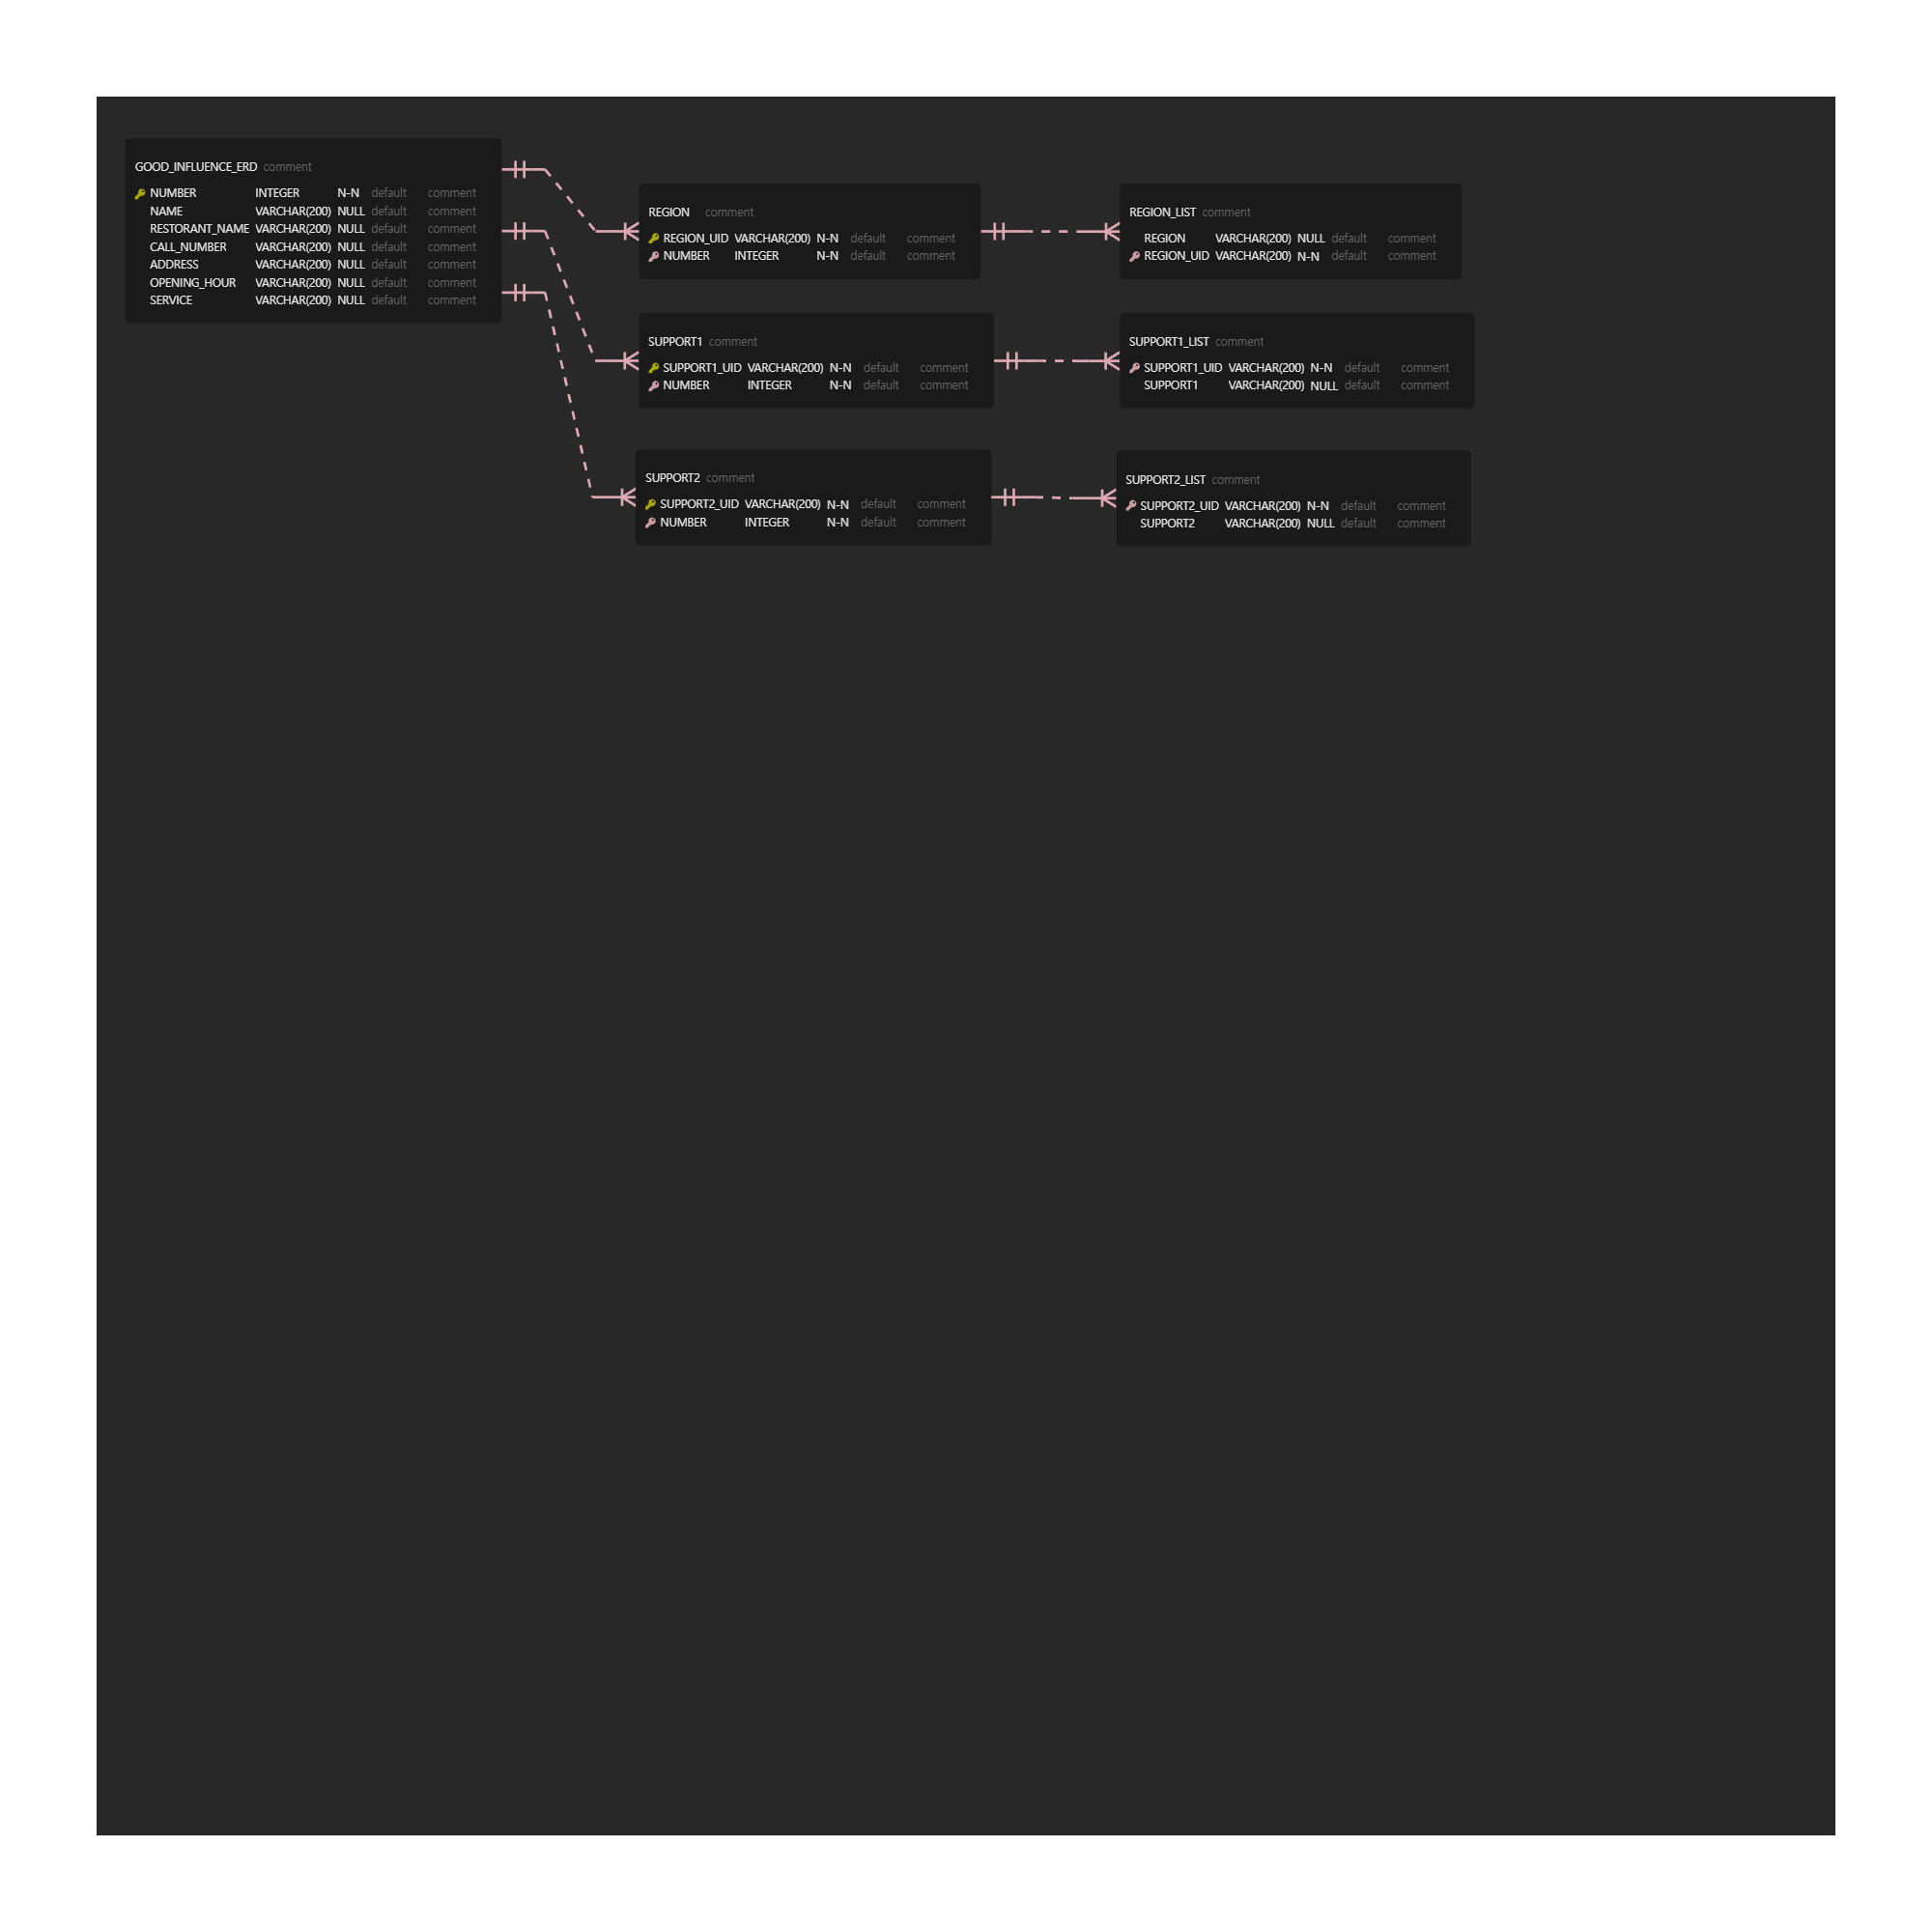 GOOD_INFLUENCE_ERD comment
NUMBER INTEGER N-N default comment
NAME VARCHAR(200) NULL default comment
RESTORANT_NAME VARCHAR(200) NULL default comment
CALL_NUMBER VARCHAR(200) NULL default comment
ADDRESS VARCHAR(200) NULL default comment
OPENING_HOUR VARCHAR(200) NULL default comment
SERVICE VARCHAR(200) NULL default comment
REGION comment
REGION_UID VARCHAR(200) N-N default comment
NUMBER INTEGER N-N default comment
REGION_LIST comment
REGION VARCHAR(200) NULL default comment
REGION_UID VARCHAR(200) N-N default comment
SUPPORT1 comment
SUPPORT1_UID VARCHAR(200) N-N default comment
NUMBER INTEGER N-N default comment
SUPPORT1_LIST comment
SUPPORT1_UID VARCHAR(200) N-N default comment
SUPPORT1 VARCHAR(200) NULL default comment
SUPPORT2 comment
SUPPORT2_UID VARCHAR(200) N-N default comment
NUMBER INTEGER N-N default comment
SUPPORT2_LIST comment
SUPPORT2_UID VARCHAR(200) N-N default comment
SUPPORT2 VARCHAR(200) NULL default comment